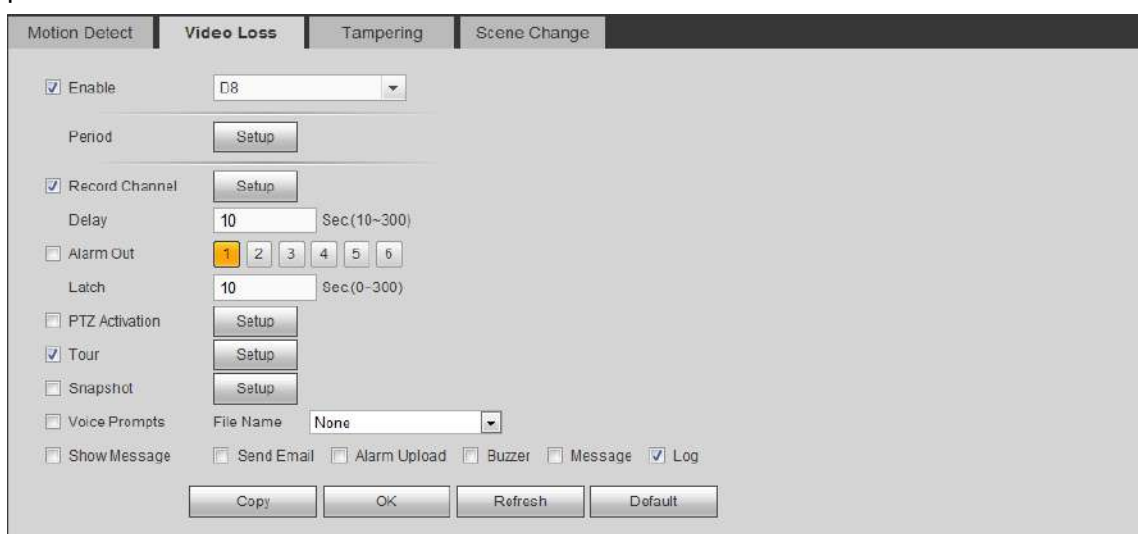 Motion Detect Video Loss Tampering Scene Change
Enable D8
Period Setup
Record Channel Setup
Delay 10 Sec.(10~300)
Alarm Out 1 2 3 4 5 6
Latch 10 Sec.(0~300)
PTZ Activation Setup
Tour Setup
Snapshot Setup
Voice Prompts File Name None
Show Message Send Email Alarm Upload Buzzer Message Log
Copy OK Refresh Default